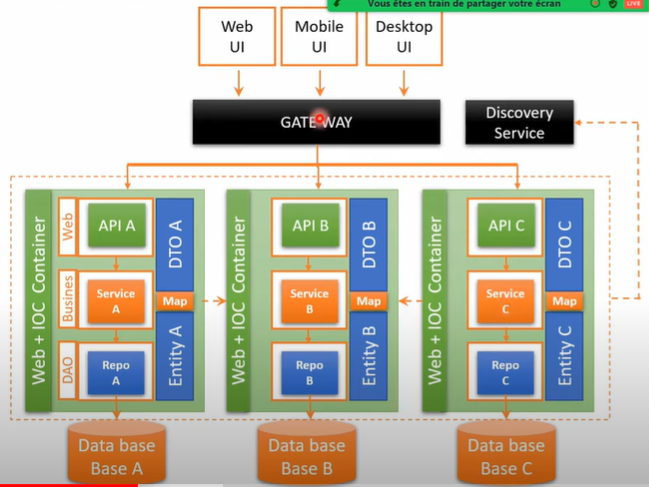 Vous êtes en train de partager votre écran
LIVE
Web
UI
Mobile
UI
Desktop
UI
GATE WAY
Discovery
Service
Web + IOC Container
Web
API A
DTO A
Busines
Service
A
Map
DAO
Repo
A
Entity A
Web + IOC Container
API B
DTO B
Service
B
Map
Repo
B
Entity B
Web + IOC Container
API C
DTO C
Service
C
Map
Repo
C
Entity C
Data base
Base A
Data base
Base B
Data base
Base C